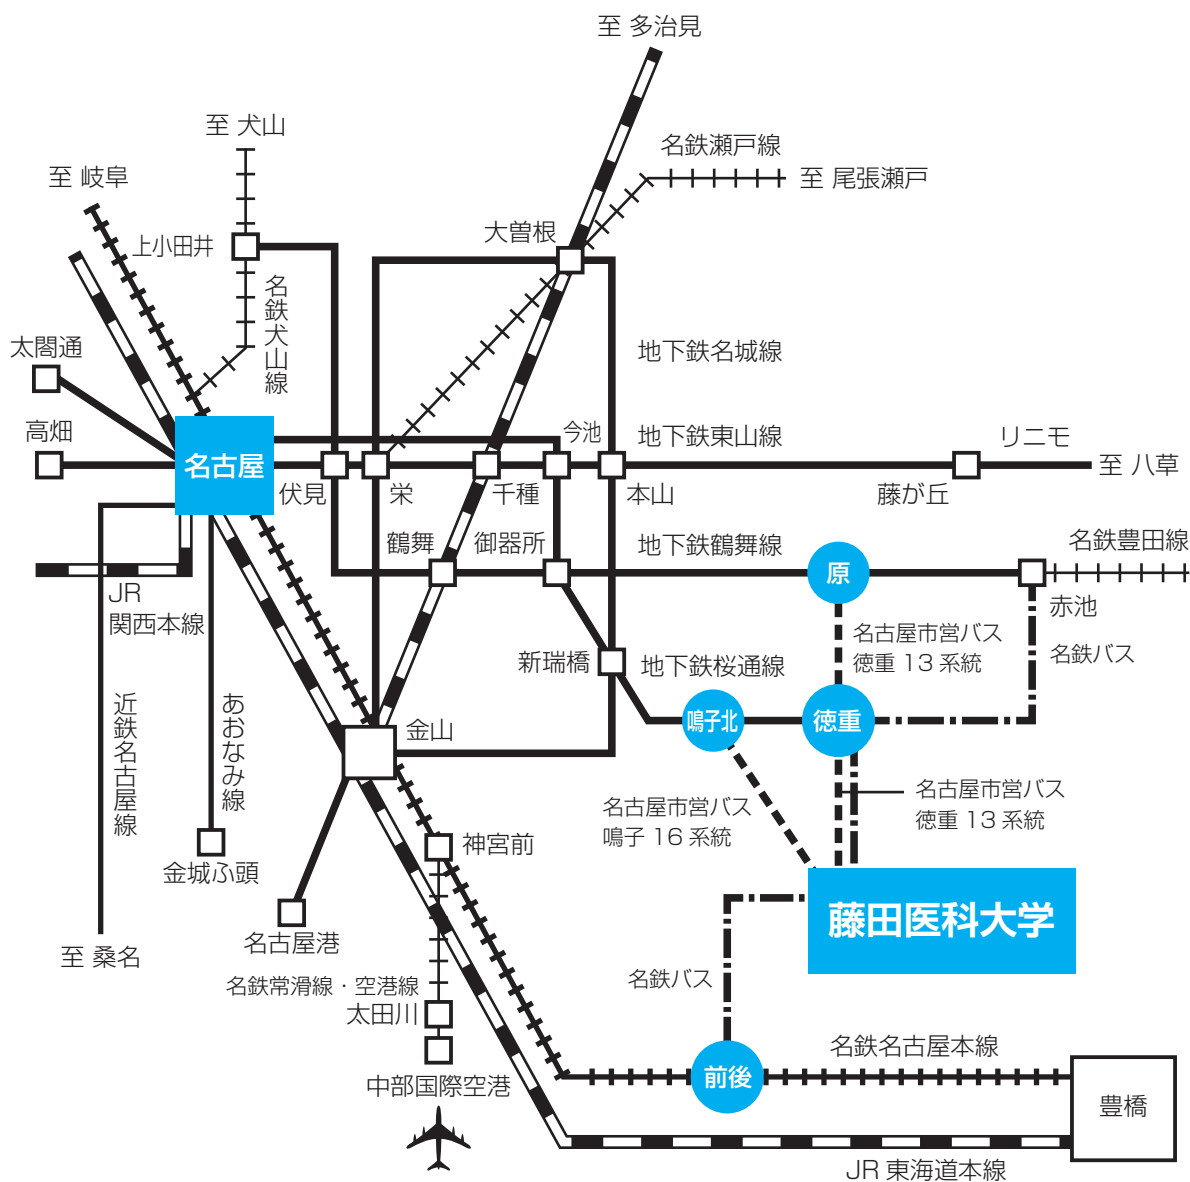 至 多治見
至 犬山
名鉄瀬戸線
至 岐阜
至 尾張瀬戸
上小田井
大曽根
名鉄犬山線
太閤通
地下鉄名城線
高畑
今池
地下鉄東山線
リニモ
名古屋
至 八草
伏見
栄
千種
本山
藤が丘
鶴舞
御器所
地下鉄鶴舞線
名鉄豊田線
原
JR
関西本線
赤池
名古屋市営バス
徳重 13 系統
名鉄バス
新瑞橋
地下鉄桜通線
近鉄名古屋線
あおなみ線
金山
鳴子北
徳重
名古屋市営バス
徳重 13 系統
名古屋市営バス
鳴子 16 系統
神宮前
金城ふ頭
藤田医科大学
名古屋港
至 桑名
名鉄バス
名鉄常滑線・空港線
太田川
名鉄名古屋本線
前後
中部国際空港
豊橋
JR 東海道本線